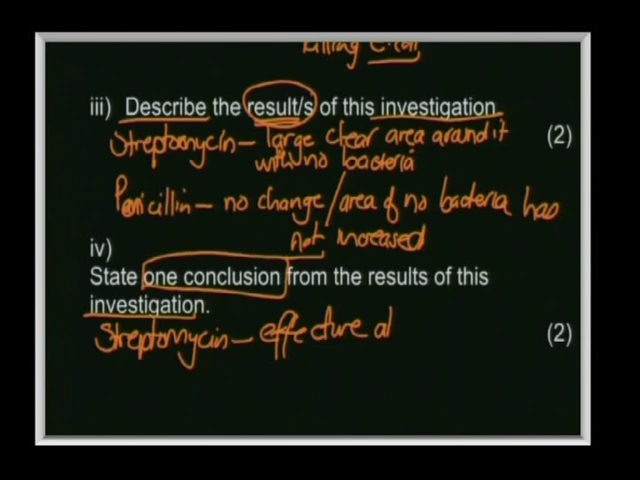 killing E.coli
iii) Describe the result/s of this investigation
Streptomycin – large clear area around it (2)
with no bacteria
Penicillin – no change/area of no bacteria has
not increased
iv)
State one conclusion from the results of this
investigation.
Streptomycin – effective a (2)